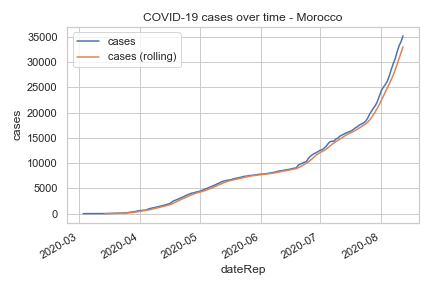 COVID-19 cases over time - Morocco
cases
cases (rolling)
35000
30000
25000
20000
15000
10000
5000
0
cases
2020-03
2020-04
2020-05
2020-06
2020-07
2020-08
dateRep